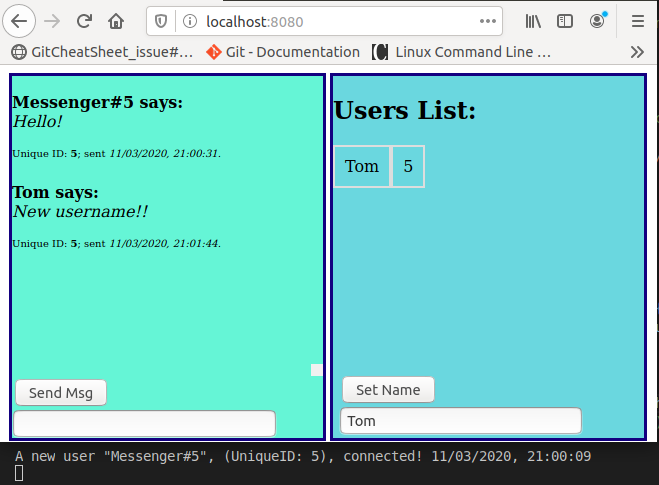 localhost:8080
GitCheatSheet_issue#... Git - Documentation Linux Command Line ...
Messenger#5 says:
Hello!
Unique ID: 5; sent 11/03/2020, 21:00:31.
Tom says:
New username!!
Unique ID: 5; sent 11/03/2020, 21:01:44.
Send Msg
Users List:
Tom 5
Set Name
Tom
A new user "Messenger#5", (UniqueID: 5), connected! 11/03/2020, 21:00:09